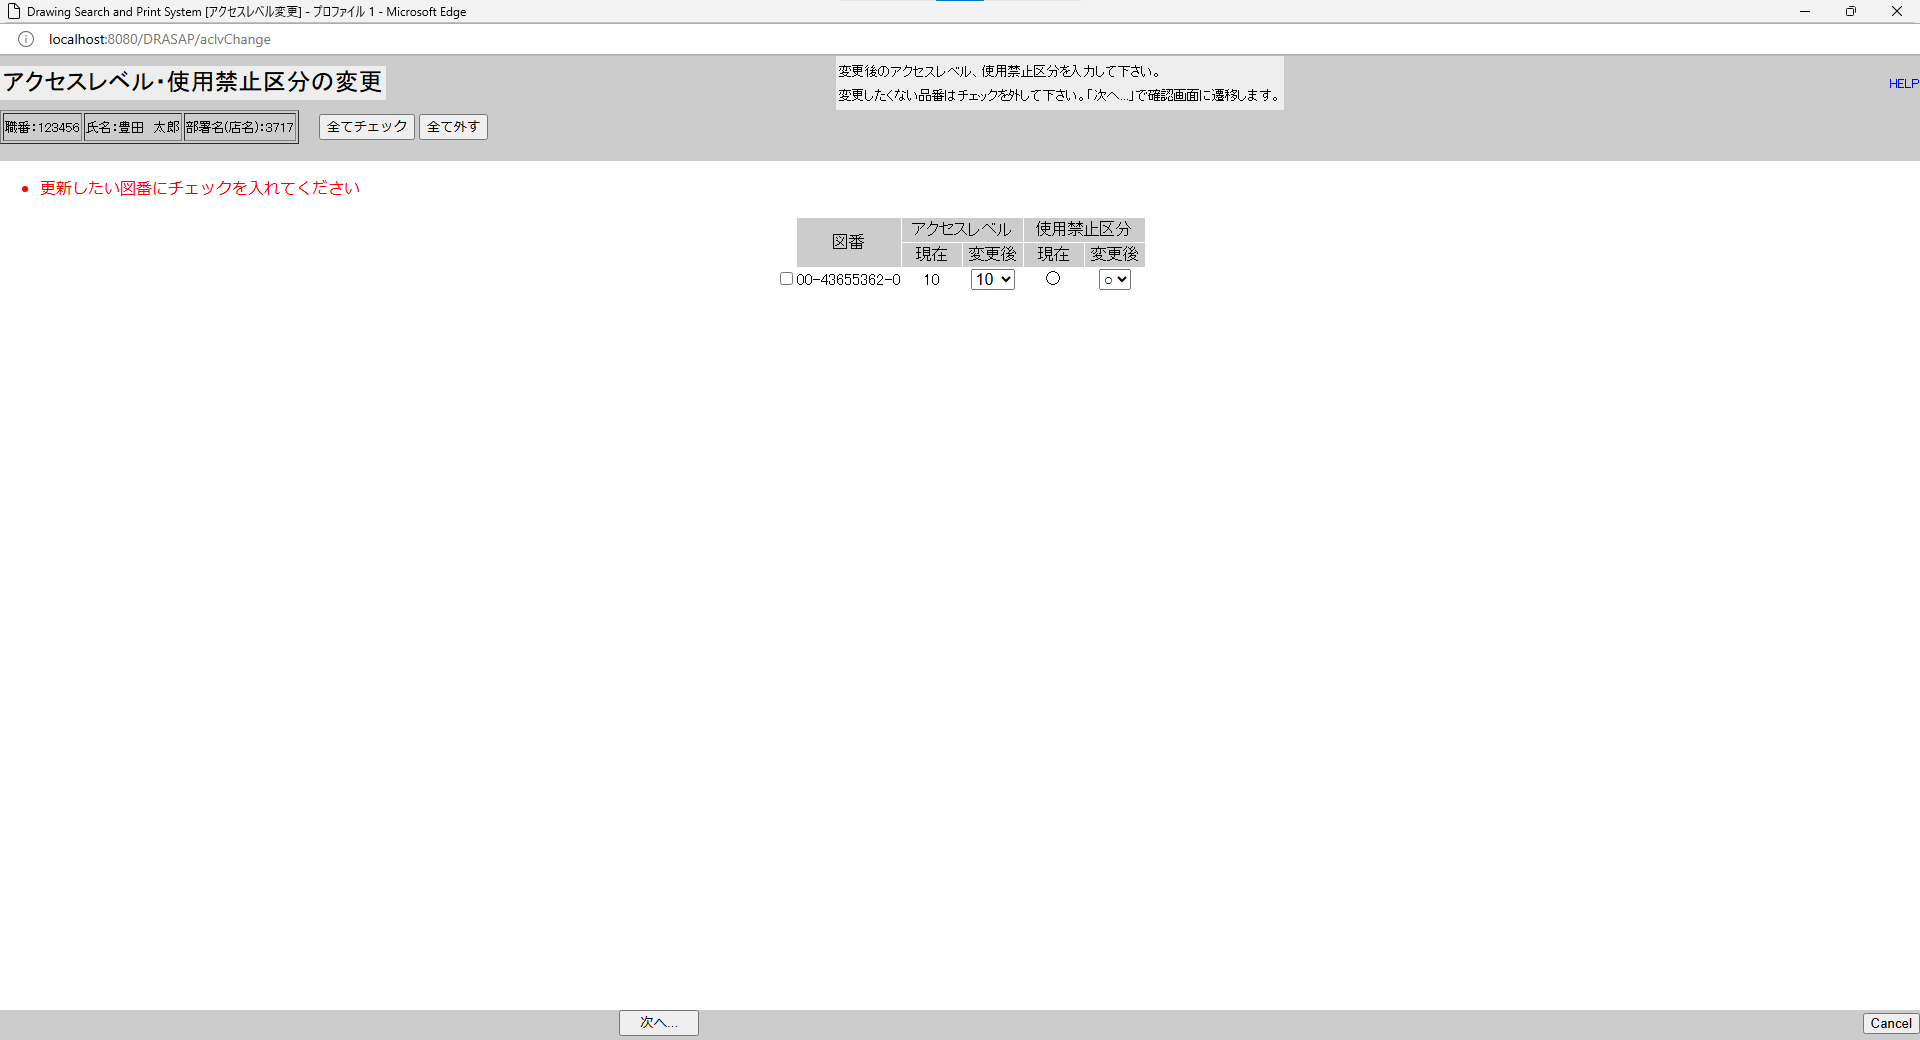 Drawing Search and Print System [アクセスレベル変更] - プロファイル 1 - Microsoft Edge
localhost:8080/DRASAP/aclvChange
アクセスレベル・使用禁止区分の変更
変更後のアクセスレベル、使用禁止区分を入力して下さい。
変更したくない品番はチェックを外して下さい。「次へ...」で確認画面に遷移します。
HELP
職番：123456 氏名：豊田　太郎 部署名(店名)：3717 全てチェック 全て外す
• 更新したい図番にチェックを入れてください
図番 アクセスレベル 使用禁止区分
現在 変更後 現在 変更後
00-43655362-0 10 10 ○ ○
次へ... Cancel